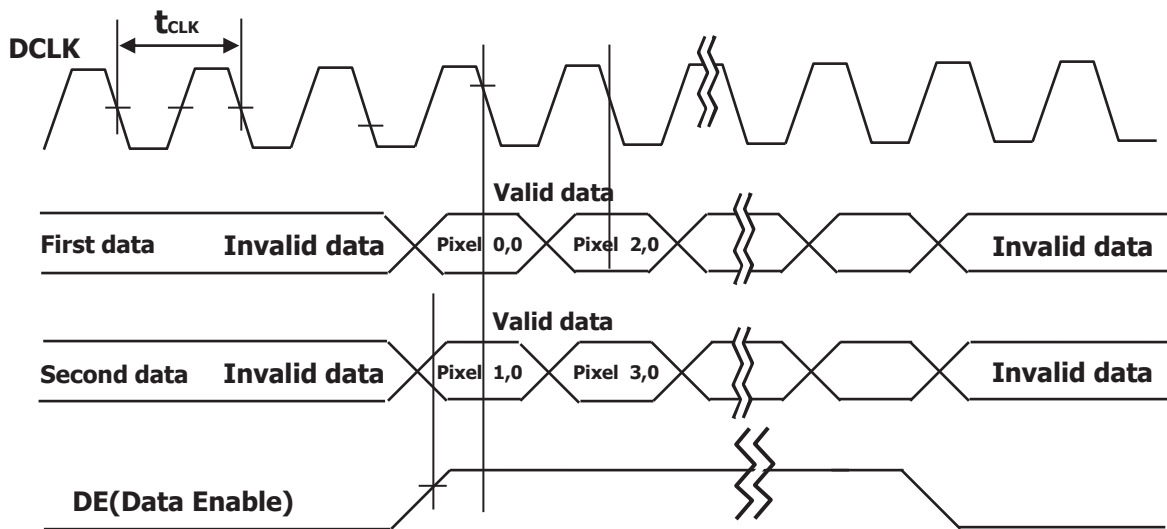 tCLK
DCLK
Valid data
First data Invalid data Pixel 0,0 Pixel 2,0 Invalid data
Valid data
Second data Invalid data Pixel 1,0 Pixel 3,0 Invalid data
DE(Data Enable)